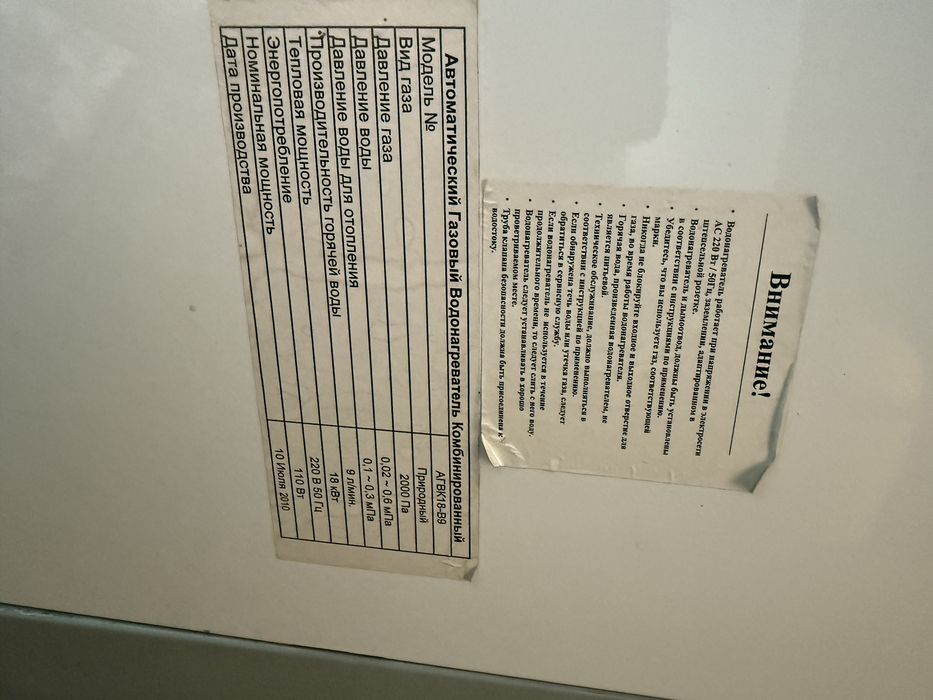 Внимание!
• Водонагреватель работает при напряжении в электросети
АС 220 Вт / 50Гц, заземлении, адаптированном в
штепсельной розетке.
• Водонагреватель и дымоотвод, должны быть установлены
в соответствии с инструкциями по применению.
• Убедитесь, что вы используете газ, соответствующей
марки.
• Никогда не блокируйте входное и выходное отверстие для
газа, во время работы водонагревателя.
• Горячая вода, произведенная водонагревателем, не
является питьевой.
• Техническое обслуживание, должно выполняться в
соответствии с инструкцией по применению.
• Если обнаружена течь воды или утечка газа, следует
обратиться в сервисную службу.
• Если водонагреватель не используется в течение
продолжительного времени, то следует слить с него воду.
• Водонагреватель, следует устанавливать в хорошо
проветриваемом месте.
• Труба клапана безопасности должна быть присоединена к
водостоку.
Автоматический Газовый Водонагреватель Комбинированный
Модель № АГВК18-В9
Вид газа Природный
Давление газа 2000 Па
Давление воды 0,02 ~ 0,6 мПа
Давление воды для отопления 0,1 ~ 0,3 мПа
Производительность горячей воды 9 л/мин.
Тепловая мощность 18 кВт
Энергопотребление 220 В 50 Гц
Номинальная мощность 110 Вт
Дата производства 10 Июля 2010